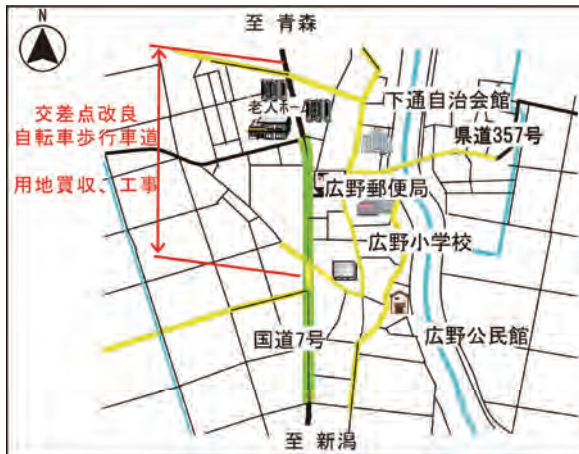 N
至 青森
交差点改良
自転車歩行車道
用地買収、工事
老人ホーム
下通自治会館
県道357号
広野郵便局
広野小学校
国道7号
広野公民館
至 新潟